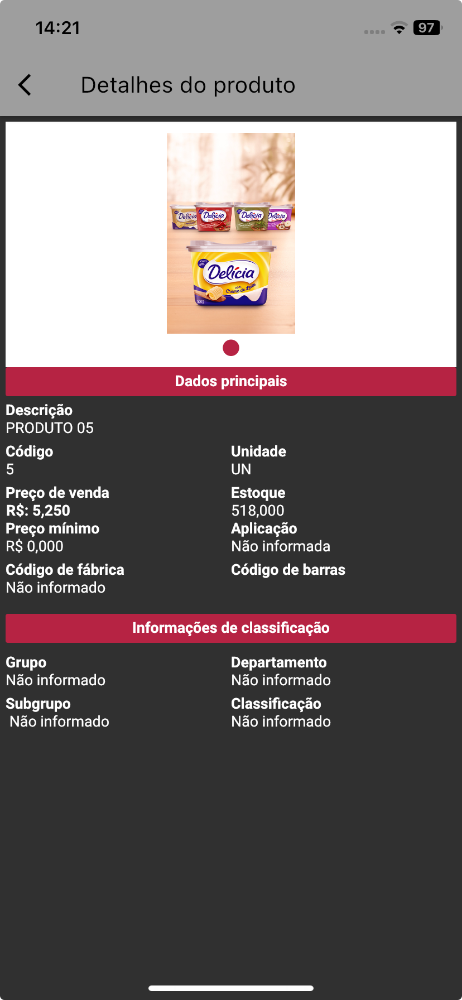 14:21
97
Detalhes do produto
Delícia
Delícia
Delícia
Delícia
com Sal
Delícia
com
Creme de Leite
500g
Dados principais
Descrição
PRODUTO 05
Código
Unidade
5
UN
Preço de venda
Estoque
R$: 5,250
518,000
Preço mínimo
Aplicação
R$ 0,000
Não informada
Código de fábrica
Código de barras
Não informado
Informações de classificação
Grupo
Departamento
Não informado
Não informado
Subgrupo
Classificação
Não informado
Não informado